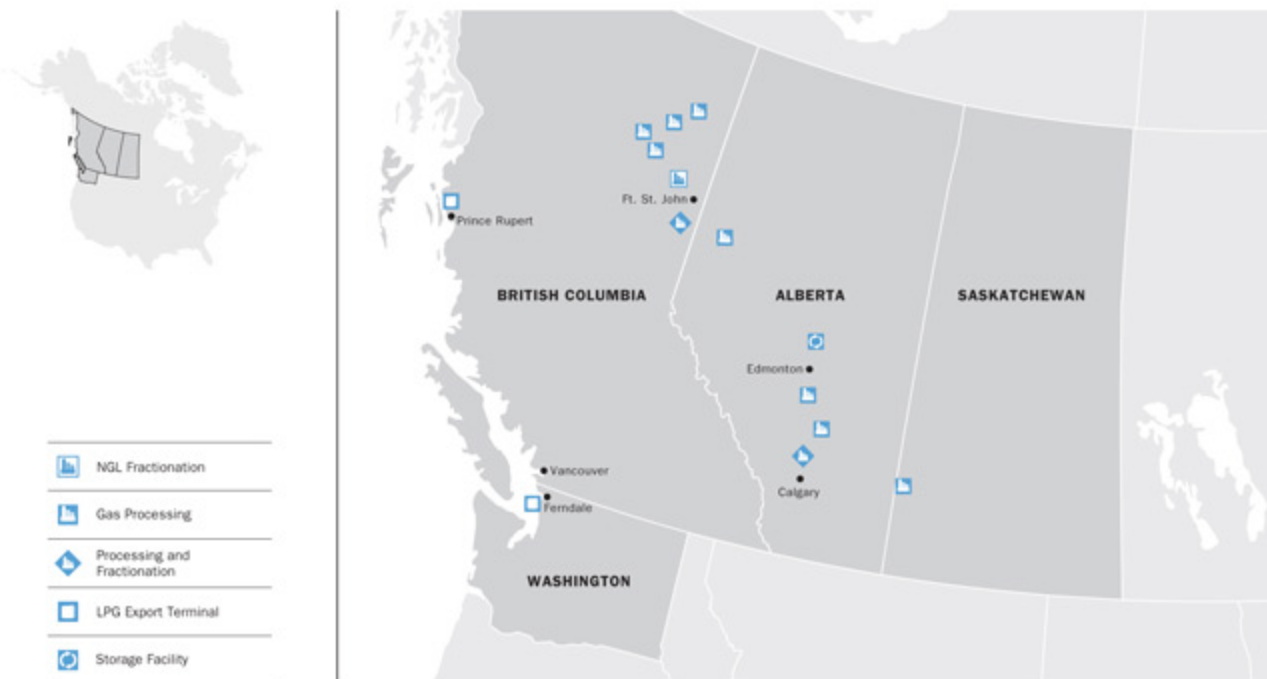 NGL Fractionation
Gas Processing
Processing and
Fractionation
LPG Export Terminal
Storage Facility
Ft. St. John
Prince Rupert
BRITISH COLUMBIA
ALBERTA
SASKATCHEWAN
Edmonton
Calgary
Vancouver
Ferndale
WASHINGTON